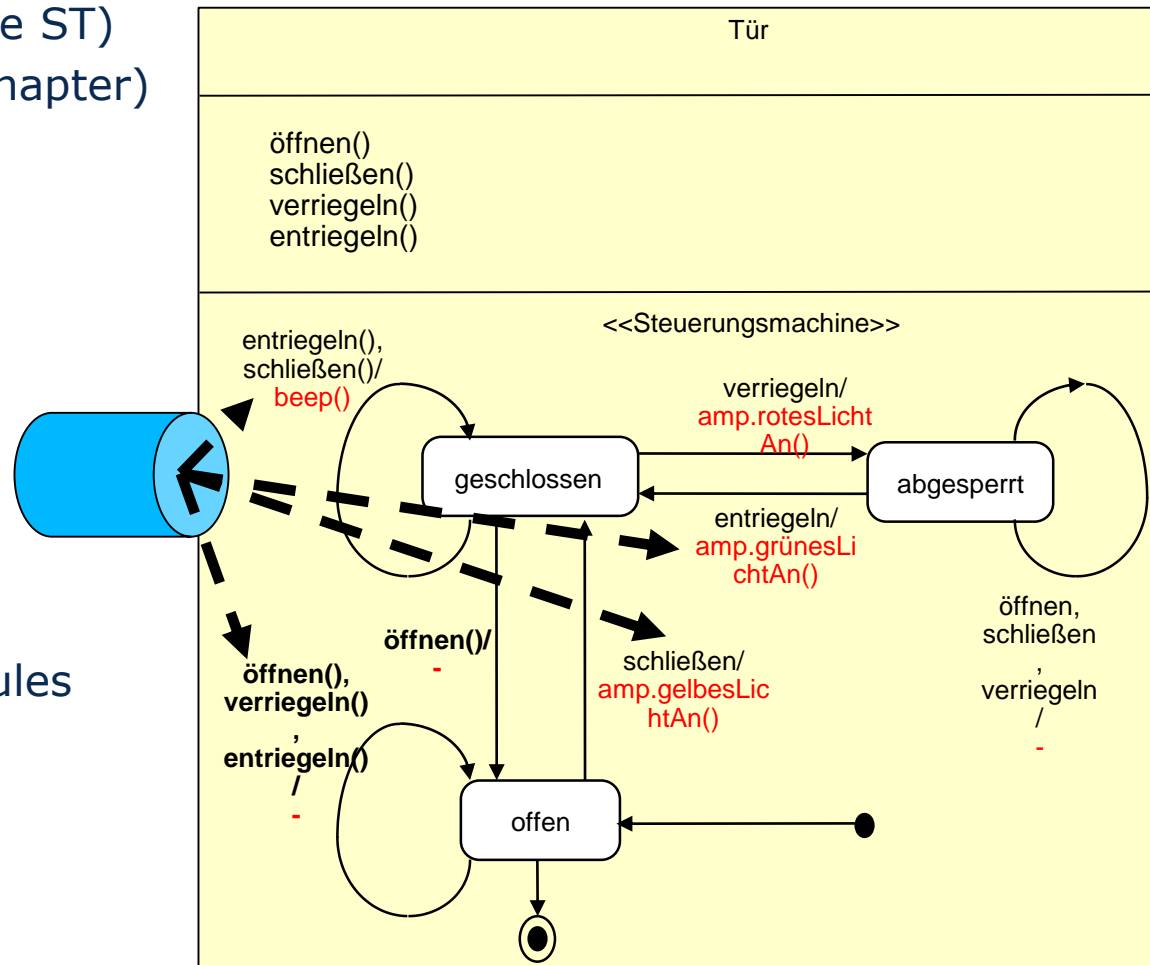 e ST)
hapter)
ules
Tür
öffnen()
schließen()
verriegeln()
entriegeln()
<<Steuerungsmachine>>
entriegeln(),
schließen()/
beep()
verriegeln/
amp.rotesLicht
An()
geschlossen
abgesperrt
entriegeln/
amp.grünesLi
chtAn()
öffnen()/
-
schließen/
amp.gelbesLic
htAn()
öffnen,
schließen
,
verriegeln
/
-
öffnen(),
verriegeln()
,
entriegeln()
/
-
offen